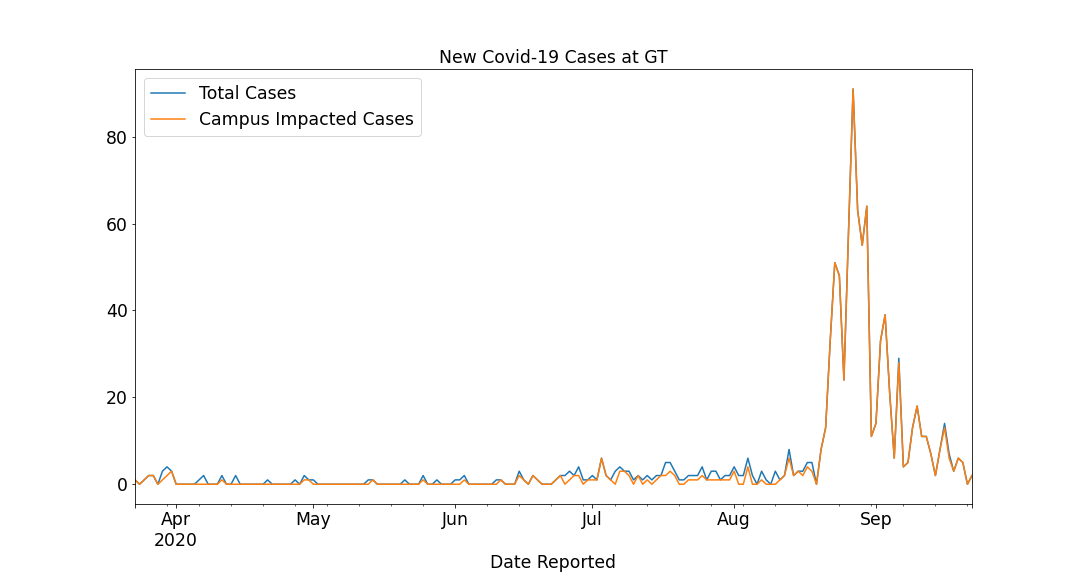 New Covid-19 Cases at GT
Total Cases
Campus Impacted Cases
80
60
40
20
0
Apr May Jun Jul Aug Sep
2020
Date Reported